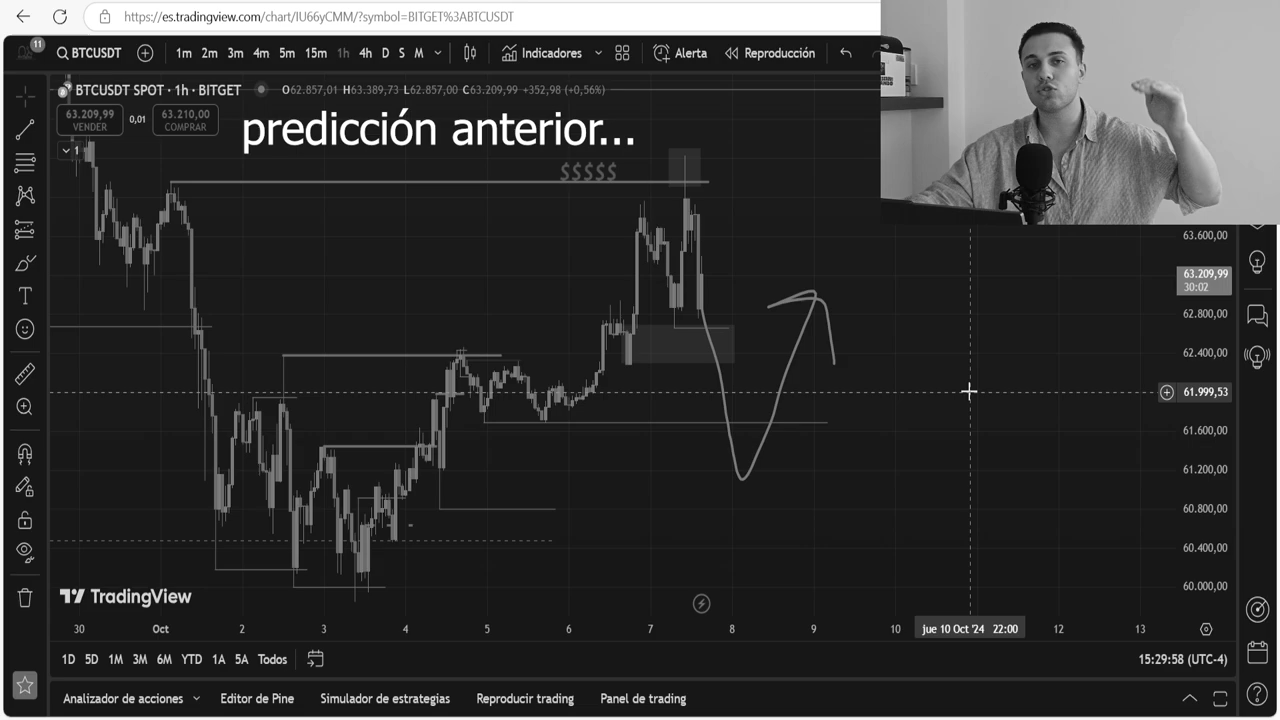 https://es.tradingview.com/chart/IU66yCMM/?symbol=BITGET%3ABTCUSDT
11
BTCUSDT
1m 2m 3m 4m 5m 15m 1h 4h D S M
Indicadores
Alerta
Reproducción
BTCUSDT SPOT · 1h · BITGET
O62.857,01 H63.389,73 L62.857,00 C63.209,99 +352,98 (+0,56%)
63.209,99
VENDER
0,01
63.210,00
COMPRAR
1
predicción anterior...
$$$$$
63.600,00
63.209,99
30:02
62.800,00
62.400,00
61.999,53
61.600,00
61.200,00
60.800,00
60.400,00
60.000,00
TradingView
30 Oct 2 3 4 5 6 7 8 9 10 jue 10 Oct '24 22:00 12 13
1D 5D 1M 3M 6M YTD 1A 5A Todos
15:29:58 (UTC-4)
Analizador de acciones Editor de Pine Simulador de estrategias Reproducir trading Panel de trading